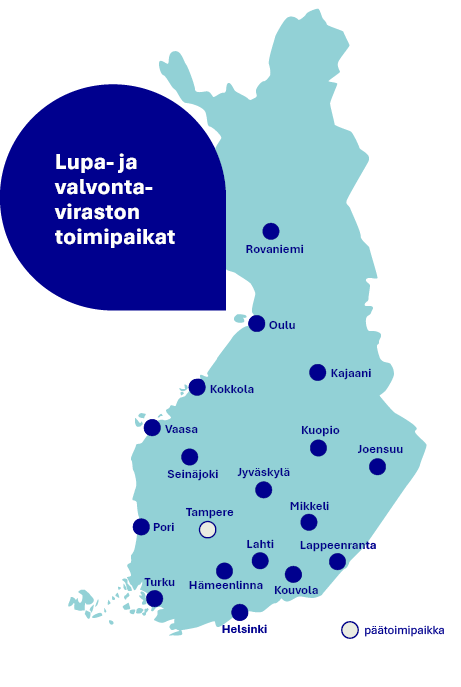 Lupa- ja
valvonta-
viraston
toimipaikat
Rovaniemi
Oulu
Kajaani
Kokkola
Vaasa
Kuopio
Joensuu
Seinäjoki
Jyväskylä
Mikkeli
Tampere
Pori
Lahti
Lappeenranta
Turku
Hämeenlinna
Kouvola
Helsinki
päätoimipaikka